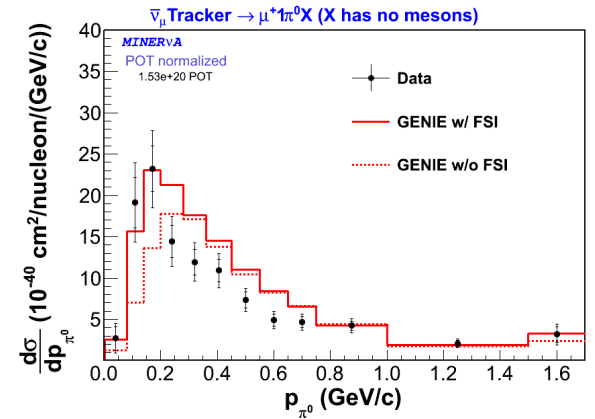 ν̄μTracker → μ⁺1π⁰X (X has no mesons)
MINERνA
POT normalized
1.53e+20 POT
Data
GENIE w/ FSI
GENIE w/o FSI
dσ/dpπ⁰ (10⁻⁴⁰ cm²/nucleon/(GeV/c))
40
35
30
25
20
15
10
5
0.0 0.2 0.4 0.6 0.8 1.0 1.2 1.4 1.6
pπ⁰ (GeV/c)